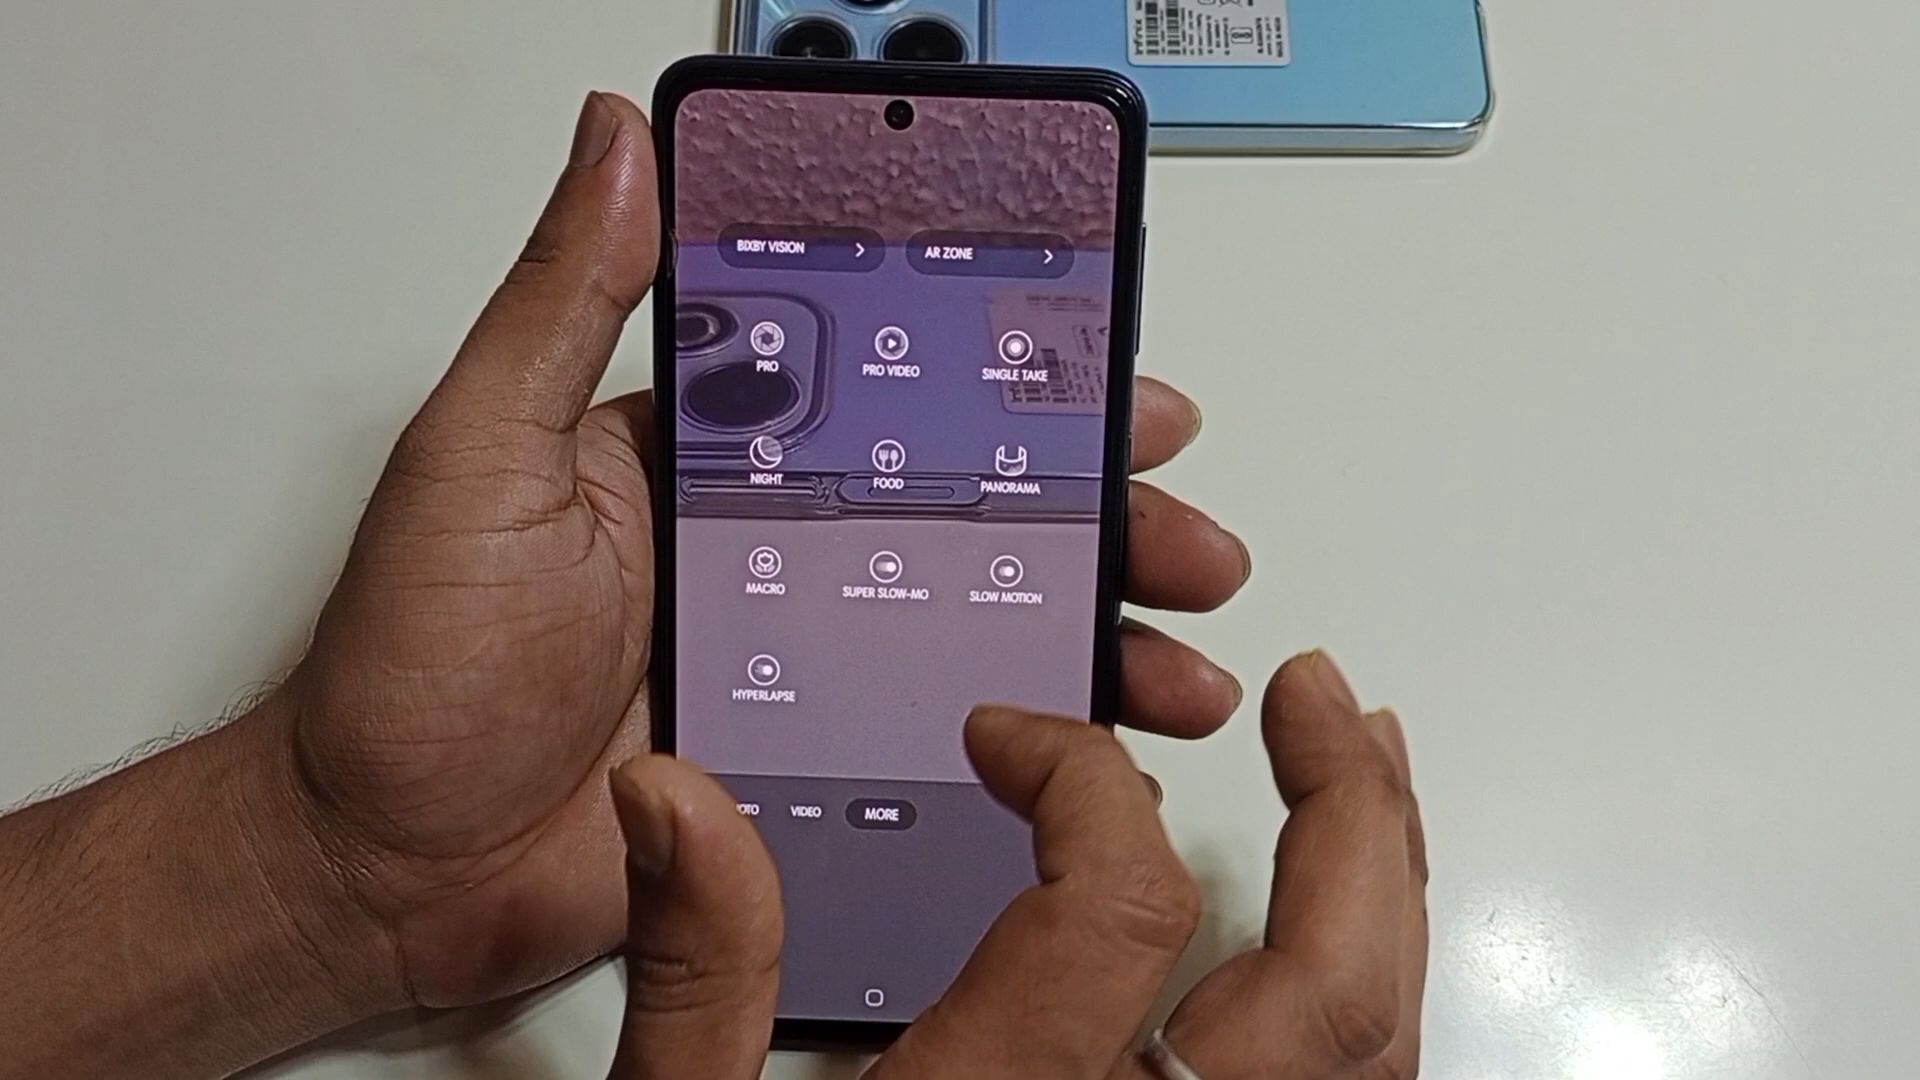 Infinix
BIXBY VISION
AR ZONE
PRO
PRO VIDEO
SINGLE TAKE
NIGHT
FOOD
PANORAMA
MACRO
SUPER SLOW-MO
SLOW MOTION
HYPERLAPSE
OTO
VIDEO
MORE